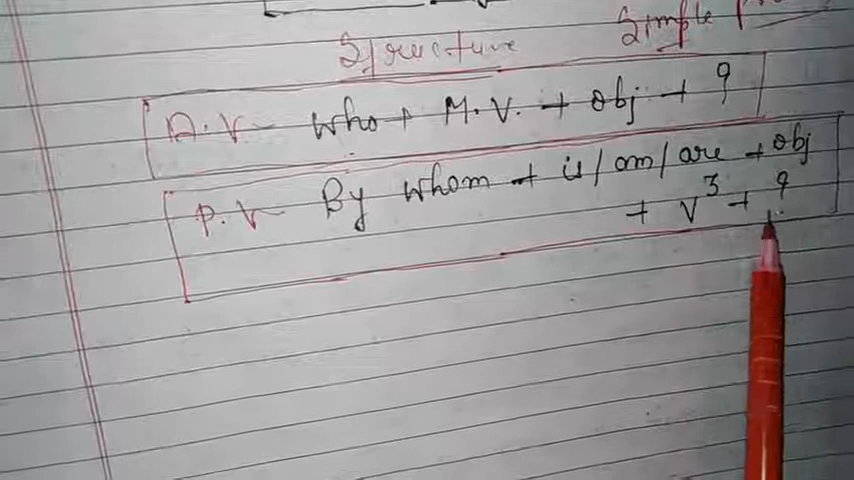 Structure Simple
A.V - Who + M.V. + obj + ?
P.V - By whom + is/am/are + obj
+ V3 + ?